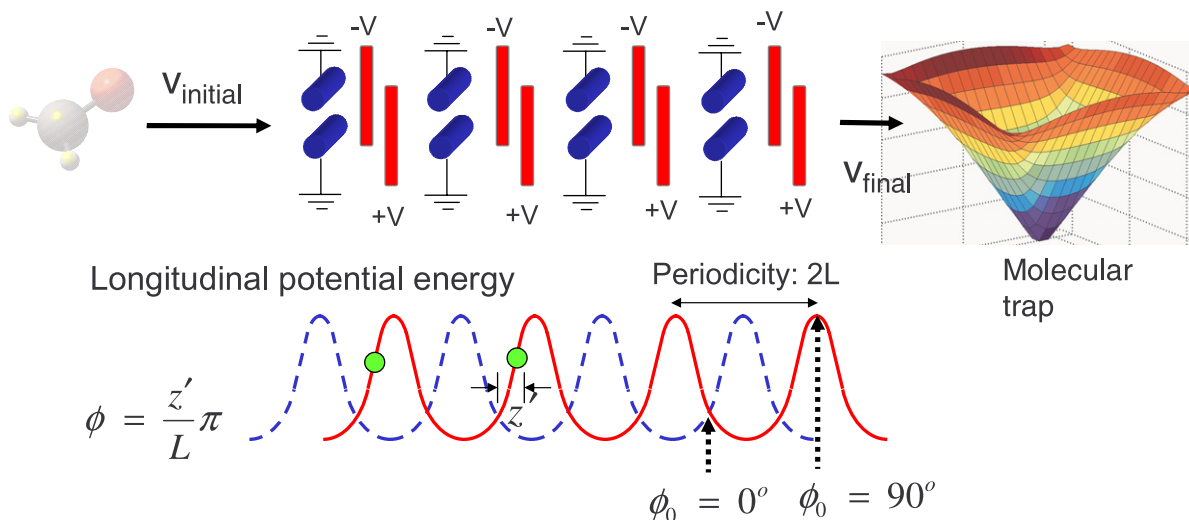 -V -V -V -V
v_initial
+V +V +V +V
v_final
Longitudinal potential energy
Periodicity: 2L
Molecular
trap
z′
ϕ = z′/L π
ϕ₀ = 0° ϕ₀ = 90°